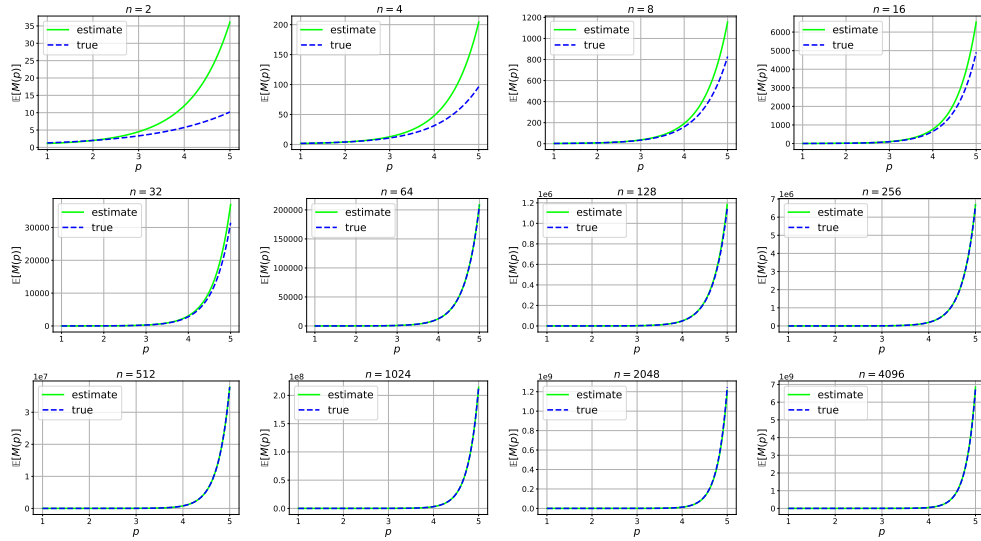 n = 2
estimate
true
35
30
25
20
15
10
5
0
𝔼[M(p)]
1 2 3 4 5
p
n = 4
estimate
true
200
150
100
50
0
𝔼[M(p)]
1 2 3 4 5
p
n = 8
estimate
true
1200
1000
800
600
400
200
0
𝔼[M(p)]
1 2 3 4 5
p
n = 16
estimate
true
6000
5000
4000
3000
2000
1000
0
𝔼[M(p)]
1 2 3 4 5
p
n = 32
estimate
true
30000
20000
10000
0
𝔼[M(p)]
1 2 3 4 5
p
n = 64
estimate
true
200000
150000
100000
50000
0
𝔼[M(p)]
1 2 3 4 5
p
1e6
n = 128
estimate
true
1.2
1.0
0.8
0.6
0.4
0.2
0.0
𝔼[M(p)]
1 2 3 4 5
p
1e6
n = 256
estimate
true
7
6
5
4
3
2
1
0
𝔼[M(p)]
1 2 3 4 5
p
1e7
n = 512
estimate
true
3
2
1
0
𝔼[M(p)]
1 2 3 4 5
p
1e8
n = 1024
estimate
true
2.0
1.5
1.0
0.5
0.0
𝔼[M(p)]
1 2 3 4 5
p
1e9
n = 2048
estimate
true
1.2
1.0
0.8
0.6
0.4
0.2
0.0
𝔼[M(p)]
1 2 3 4 5
p
1e9
n = 4096
estimate
true
7
6
5
4
3
2
1
0
𝔼[M(p)]
1 2 3 4 5
p